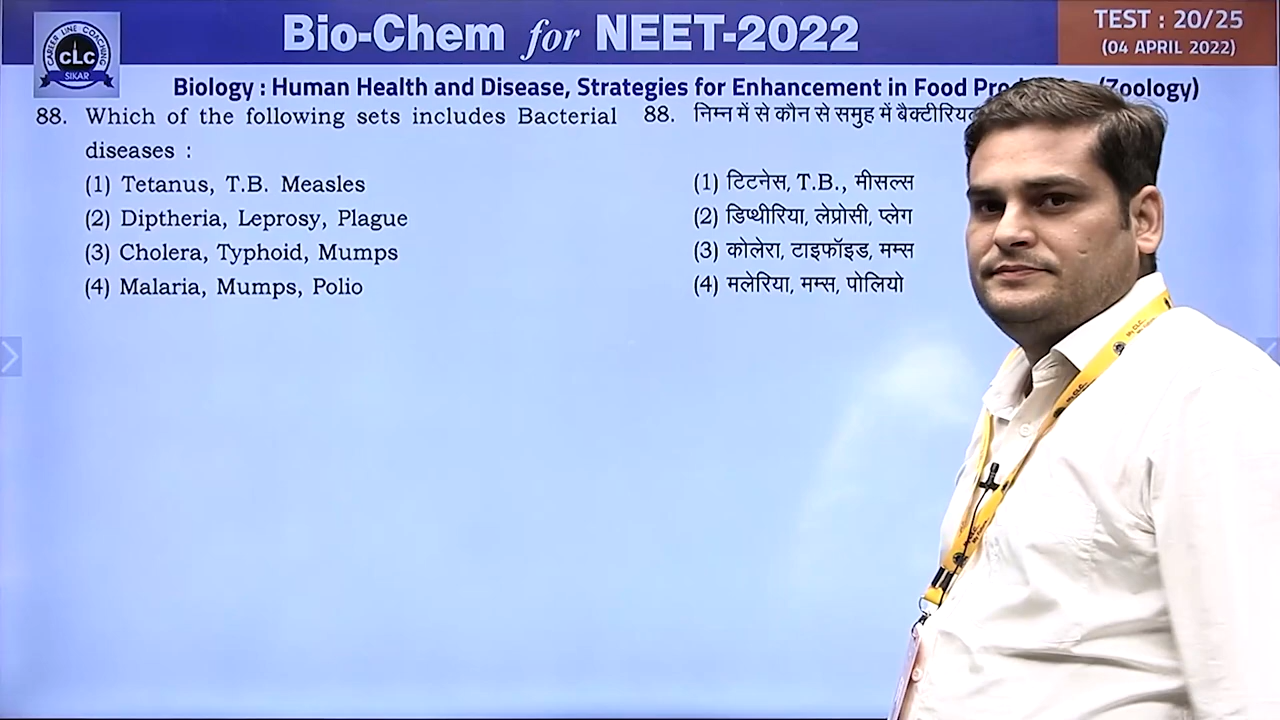 CAREER LINE COACHING
CLC
SIKAR
Bio-Chem for NEET-2022
TEST : 20/25
(04 APRIL 2022)
Biology : Human Health and Disease, Strategies for Enhancement in Food (Zoology)
88. Which of the following sets includes Bacterial
diseases :
(1) Tetanus, T.B. Measles
(2) Diptheria, Leprosy, Plague
(3) Cholera, Typhoid, Mumps
(4) Malaria, Mumps, Polio
88. निम्न में से कौन से समुह में
(1) टिटनेस, T.B., मीसल्स
(2) डिप्थीरिया, लेप्रोसी, प्लेग
(3) कोलेरा, टाइफॉइड, मम्स
(4) मलेरिया, मम्स, पोलियो